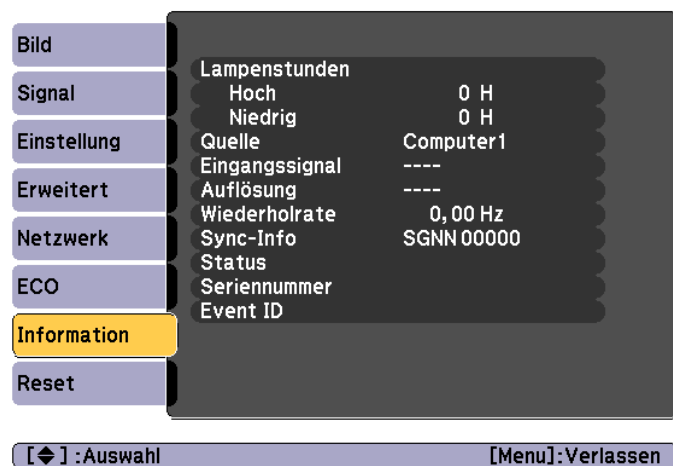 Bild
Signal
Einstellung
Erweitert
Netzwerk
ECO
Information
Reset
Lampenstunden
Hoch 0 H
Niedrig 0 H
Quelle Computer1
Eingangssignal ----
Auflösung ----
Wiederholrate 0,00 Hz
Sync-Info SGNN 00000
Status
Seriennummer
Event ID
[◆] :Auswahl [Menu]:Verlassen